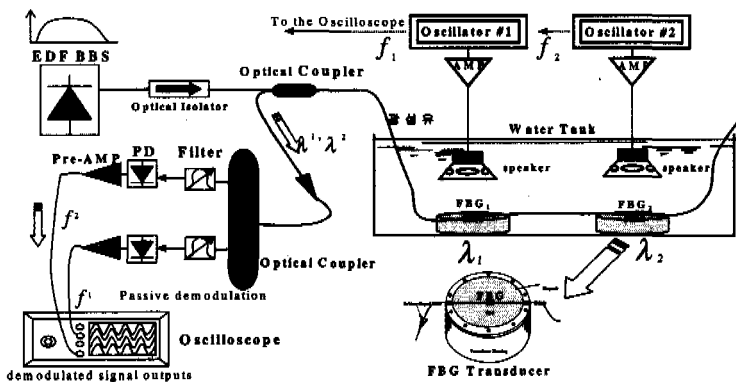 To the Oscilloscope
f1
Oscillator #1
f2
Oscillator #2
EDF BBS
AMP
AMP
Optical Coupler
Optical Isolator
광섬유
Water Tank
λ1, λ2
Pre-AMP
PD
Filter
speaker
speaker
FBG1
FBG2
f2
λ1
λ2
Optical Coupler
f1
Passive demodulation
FBG
Oscilloscope
demodulated signal outputs
FBG Transducer